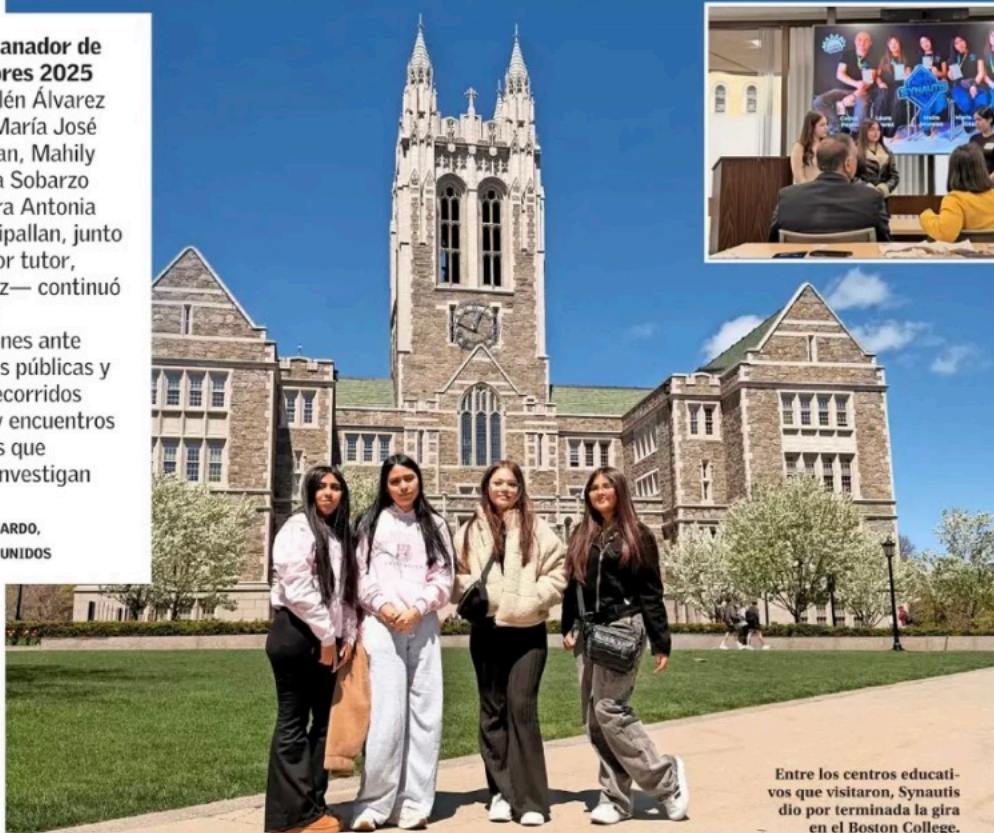 anador de
ores 2025
lén Álvarez
María José
an, Mahily
a Sobarzo
ra Antonia
ipallan, junto
or tutor,
z— continuó
nes ante
s públicas y
ecorridos
y encuentros
s que
nvestigan
ARDO,
UNIDOS
SYNAUTIS
Entre los centros educati-
vos que visitaron, Synautis
dio por terminada la gira
en el Boston College.